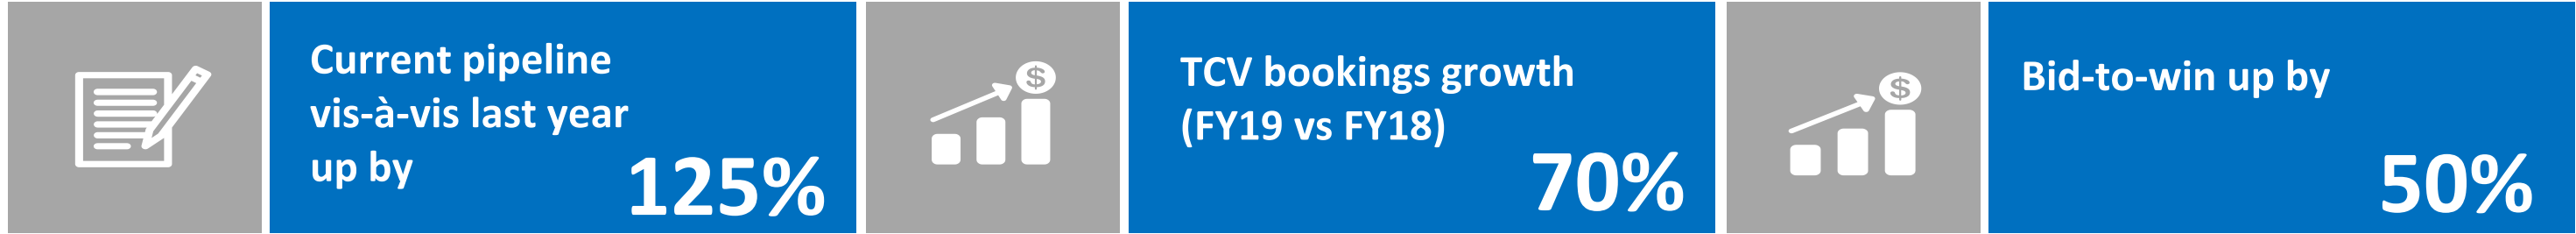 Current pipeline
vis-à-vis last year
up by
125%
$
TCV bookings growth
(FY19 vs FY18)
70%
$
Bid-to-win up by
50%